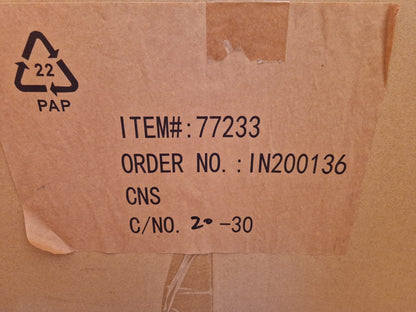 22
PAP
ITEM#: 77233
ORDER NO. : IN200136
CNS
C/NO. 20 -30